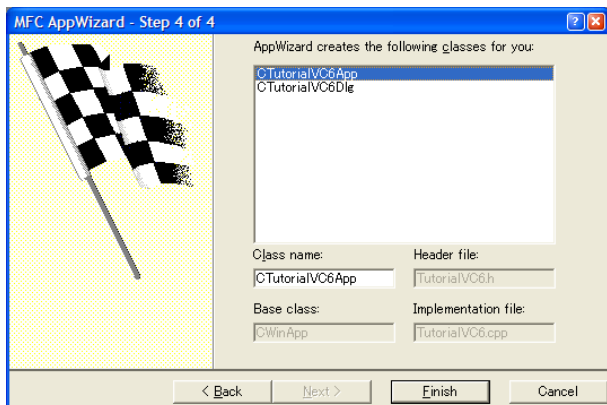 MFC AppWizard - Step 4 of 4
AppWizard creates the following classes for you:
CTutorialVC6App
CTutorialVC6Dlg
Class name:
Header file:
CTutorialVC6App
TutorialVC6.h
Base class:
Implementation file:
CWinApp
TutorialVC6.cpp
< Back
Next >
Finish
Cancel